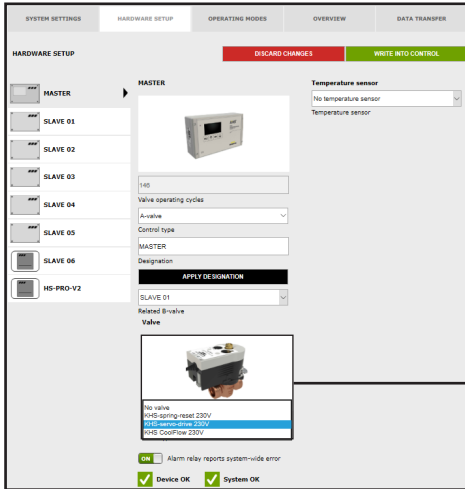 SYSTEM SETTINGS
HARDWARE SETUP
OPERATING MODES
OVERVIEW
DATA TRANSFER
HARDWARE SETUP
DISCARD CHANGES
WRITE INTO CONTROL
MASTER
SLAVE 01
SLAVE 02
SLAVE 03
SLAVE 04
SLAVE 05
SLAVE 06
HS-PRO-V2
MASTER
146
Valve operating cycles
A-valve
Control type
MASTER
Designation
APPLY DESIGNATION
SLAVE 01
Related B-valve
Valve
No valve
KHS-spring-reset 230V
KHS-servo-drive 230V
KHS CoolFlow 230V
ON Alarm relay reports system-wide error
Device OK
System OK
Temperature sensor
No temperature sensor
Temperature sensor